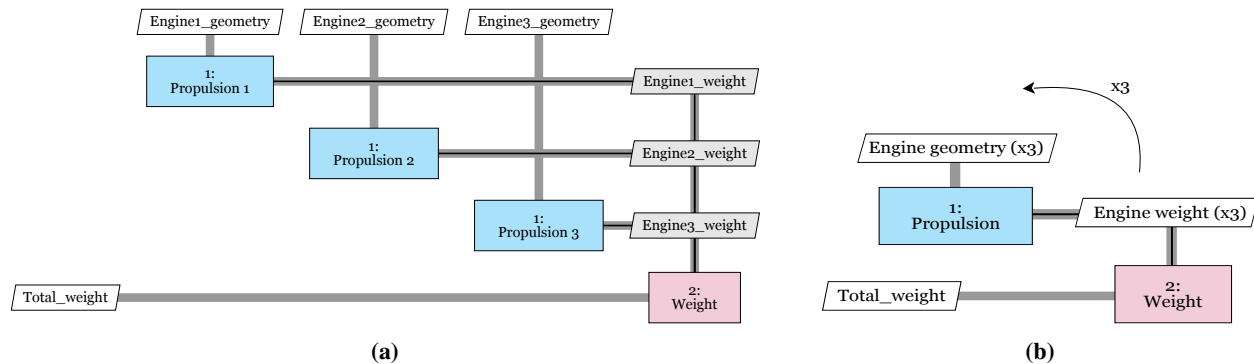 Engine1_geometry
Engine2_geometry
Engine3_geometry
1:
Propulsion 1
Engine1_weight
1:
Propulsion 2
Engine2_weight
1:
Propulsion 3
Engine3_weight
Total_weight
2:
Weight
(a)
x3
Engine geometry (x3)
1:
Propulsion
Engine weight (x3)
Total_weight
2:
Weight
(b)